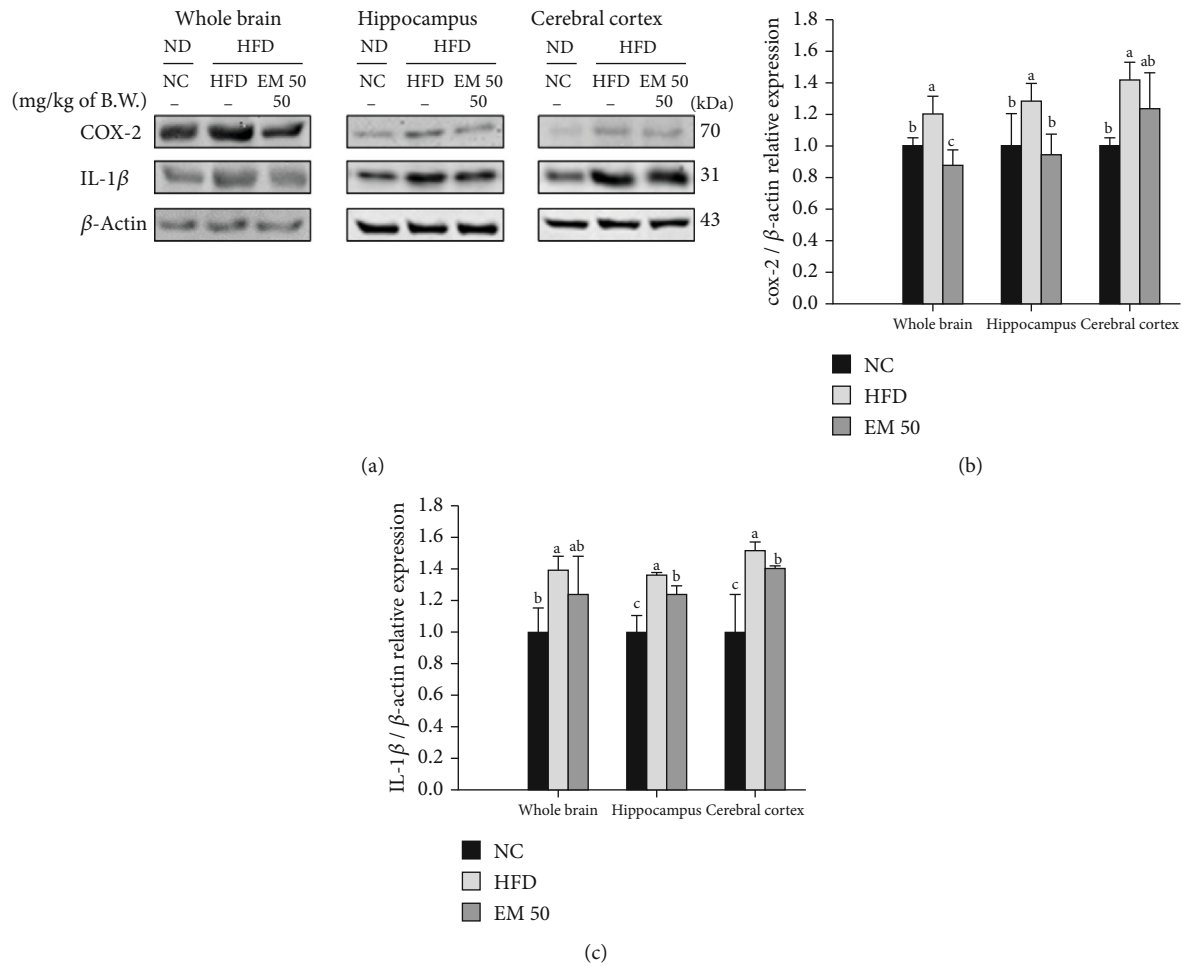 Whole brain Hippocampus Cerebral cortex
ND HFD ND HFD ND HFD
NC HFD EM 50 NC HFD EM 50 NC HFD EM 50
(mg/kg of B.W.) – – 50 – – 50 – – 50 (kDa)
COX-2 70
IL-1β 31
β-Actin 43
(a)
cox-2 / β-actin relative expression
1.8
1.6
1.4
1.2
1.0
0.8
0.6
0.4
0.2
0.0
b a c b a b b a ab
Whole brain Hippocampus Cerebral cortex
NC
HFD
EM 50
(b)
IL-1β / β-actin relative expression
1.8
1.6
1.4
1.2
1.0
0.8
0.6
0.4
0.2
0.0
b a ab c a b c a b
Whole brain Hippocampus Cerebral cortex
NC
HFD
EM 50
(c)